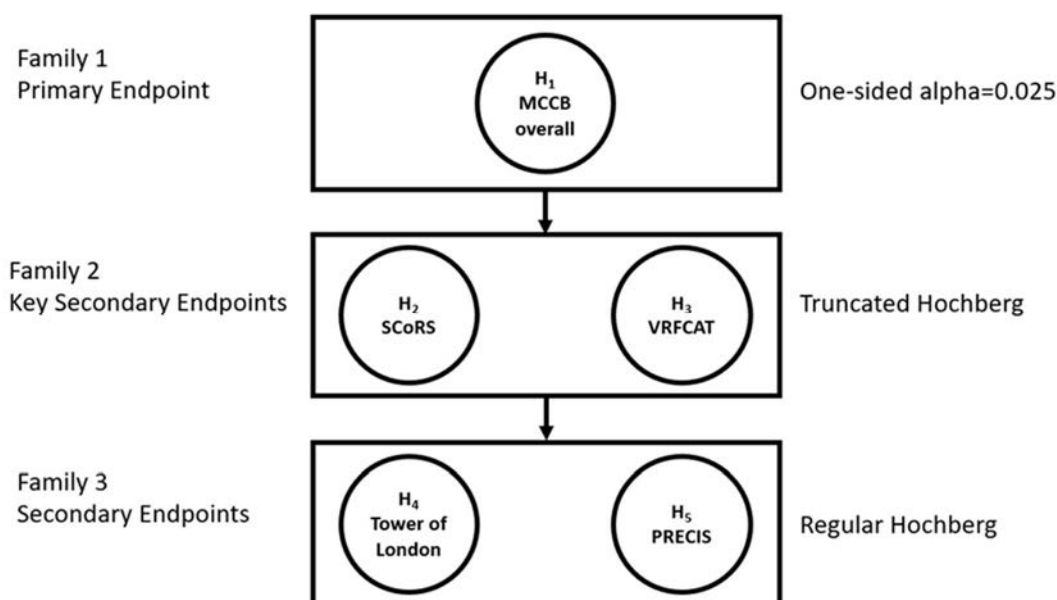 Family 1
Primary Endpoint
H₁
MCCB
overall
One-sided alpha=0.025
Family 2
Key Secondary Endpoints
H₂
SCoRS
H₃
VRFCAT
Truncated Hochberg
Family 3
Secondary Endpoints
H₄
Tower of
London
H₅
PRECIS
Regular Hochberg